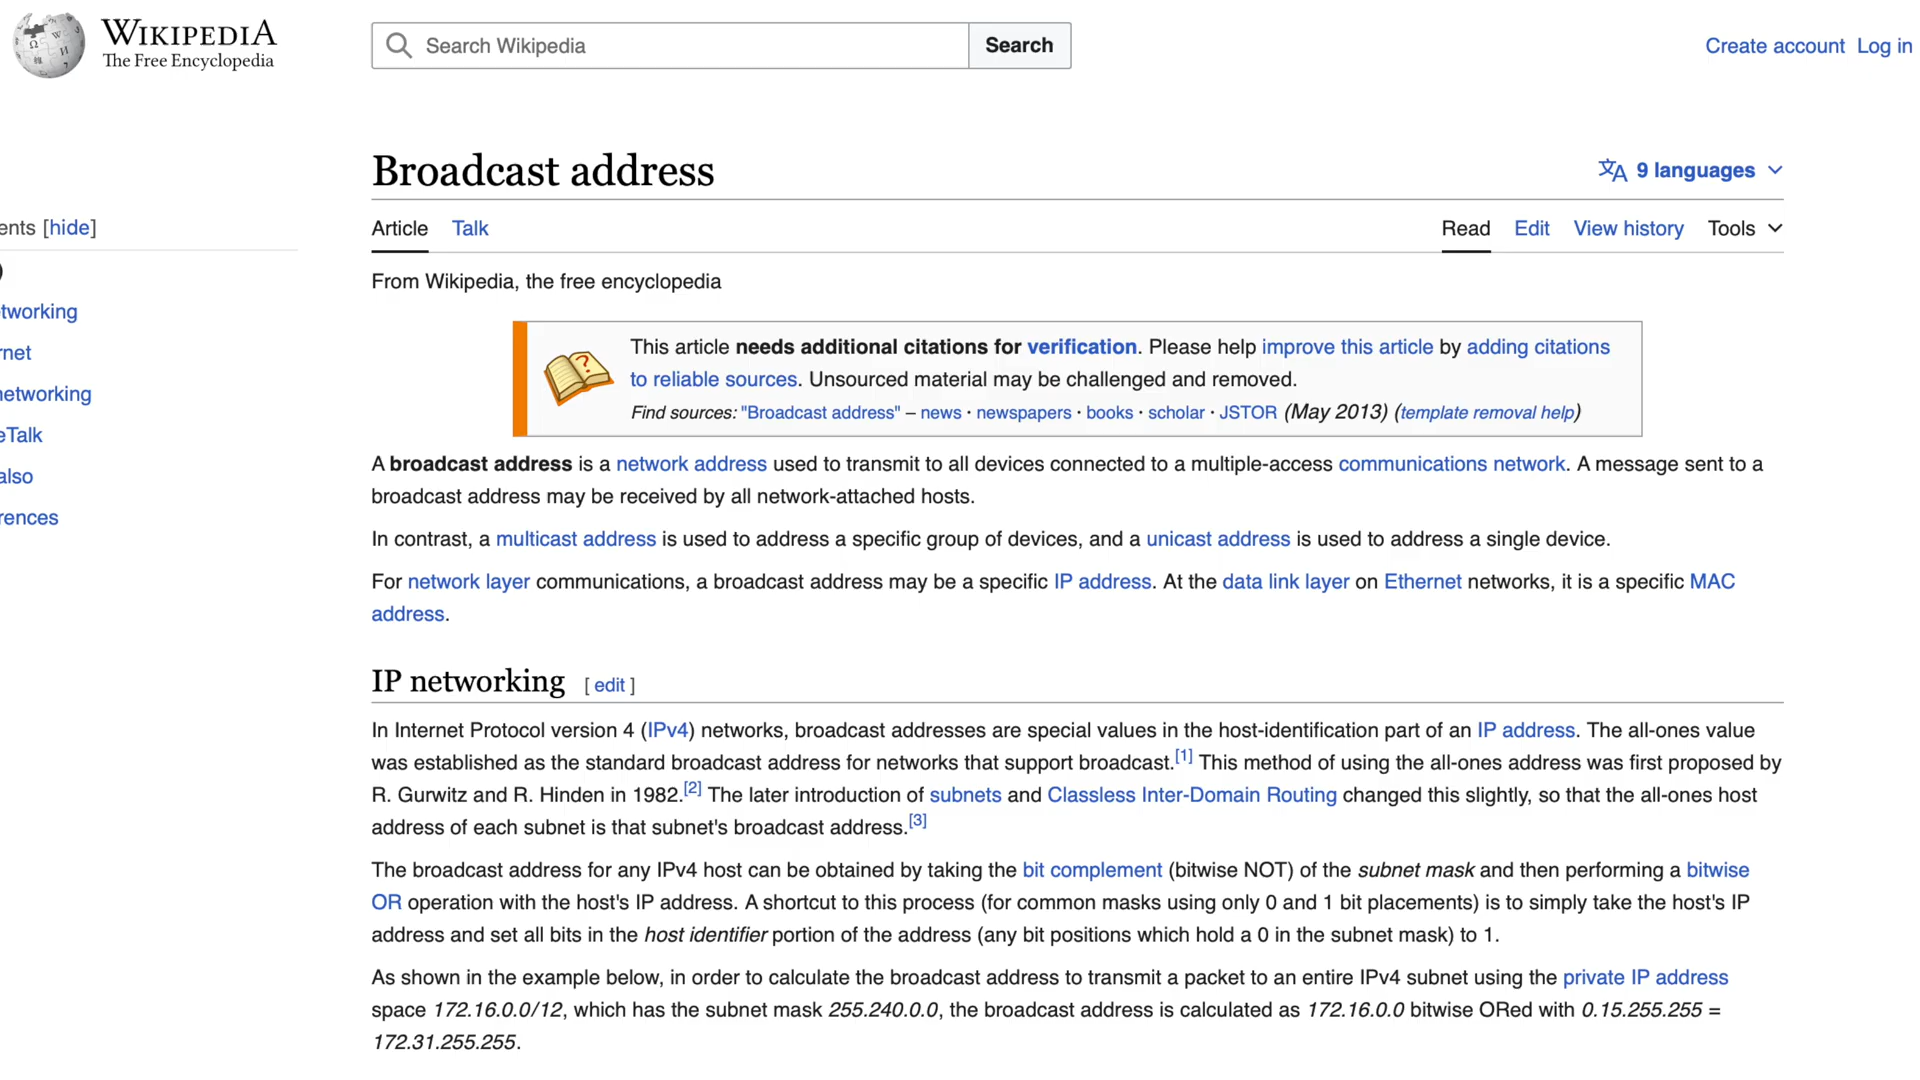 WIKIPEDIA
The Free Encyclopedia
Search Wikipedia
Search
Create account Log in
Broadcast address
9 languages
ents [hide]
Article Talk
Read Edit View history Tools
From Wikipedia, the free encyclopedia
tworking
rnet
networking
eTalk
also
rences
This article needs additional citations for verification. Please help improve this article by adding citations
to reliable sources. Unsourced material may be challenged and removed.
Find sources: "Broadcast address" – news · newspapers · books · scholar · JSTOR (May 2013) (template removal help)
A broadcast address is a network address used to transmit to all devices connected to a multiple-access communications network. A message sent to a
broadcast address may be received by all network-attached hosts.
In contrast, a multicast address is used to address a specific group of devices, and a unicast address is used to address a single device.
For network layer communications, a broadcast address may be a specific IP address. At the data link layer on Ethernet networks, it is a specific MAC
address.
IP networking [ edit ]
In Internet Protocol version 4 (IPv4) networks, broadcast addresses are special values in the host-identification part of an IP address. The all-ones value
was established as the standard broadcast address for networks that support broadcast.[1] This method of using the all-ones address was first proposed by
R. Gurwitz and R. Hinden in 1982.[2] The later introduction of subnets and Classless Inter-Domain Routing changed this slightly, so that the all-ones host
address of each subnet is that subnet's broadcast address.[3]
The broadcast address for any IPv4 host can be obtained by taking the bit complement (bitwise NOT) of the subnet mask and then performing a bitwise
OR operation with the host's IP address. A shortcut to this process (for common masks using only 0 and 1 bit placements) is to simply take the host's IP
address and set all bits in the host identifier portion of the address (any bit positions which hold a 0 in the subnet mask) to 1.
As shown in the example below, in order to calculate the broadcast address to transmit a packet to an entire IPv4 subnet using the private IP address
space 172.16.0.0/12, which has the subnet mask 255.240.0.0, the broadcast address is calculated as 172.16.0.0 bitwise ORed with 0.15.255.255 =
172.31.255.255.